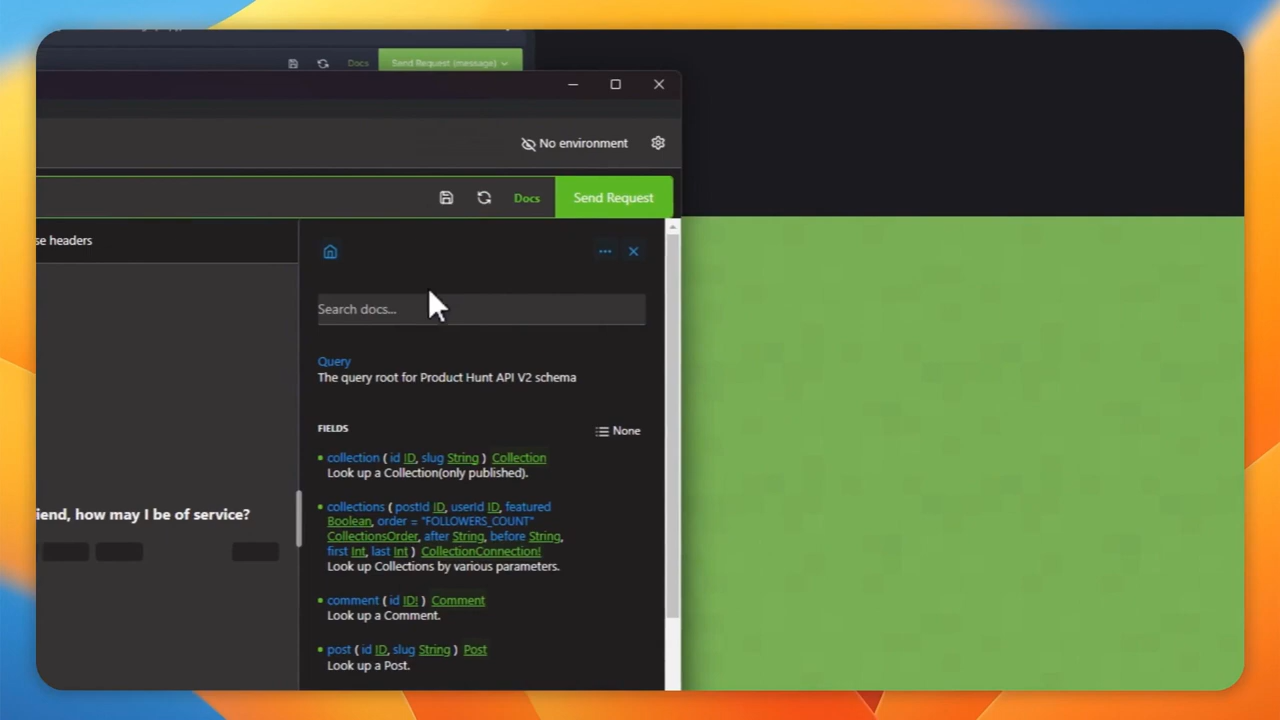 Docs Send Request (message)
No environment
Docs Send Request
se headers
Search docs...
Query
The query root for Product Hunt API V2 schema
FIELDS None
collection ( id ID, slug String ) Collection
Look up a Collection(only published).
collections ( postId ID, userId ID, featured
Boolean, order = "FOLLOWERS_COUNT"
CollectionsOrder, after String, before String,
first Int, last Int ) CollectionConnection!
Look up Collections by various parameters.
iend, how may I be of service?
comment ( id ID! ) Comment
Look up a Comment.
post ( id ID, slug String ) Post
Look up a Post.